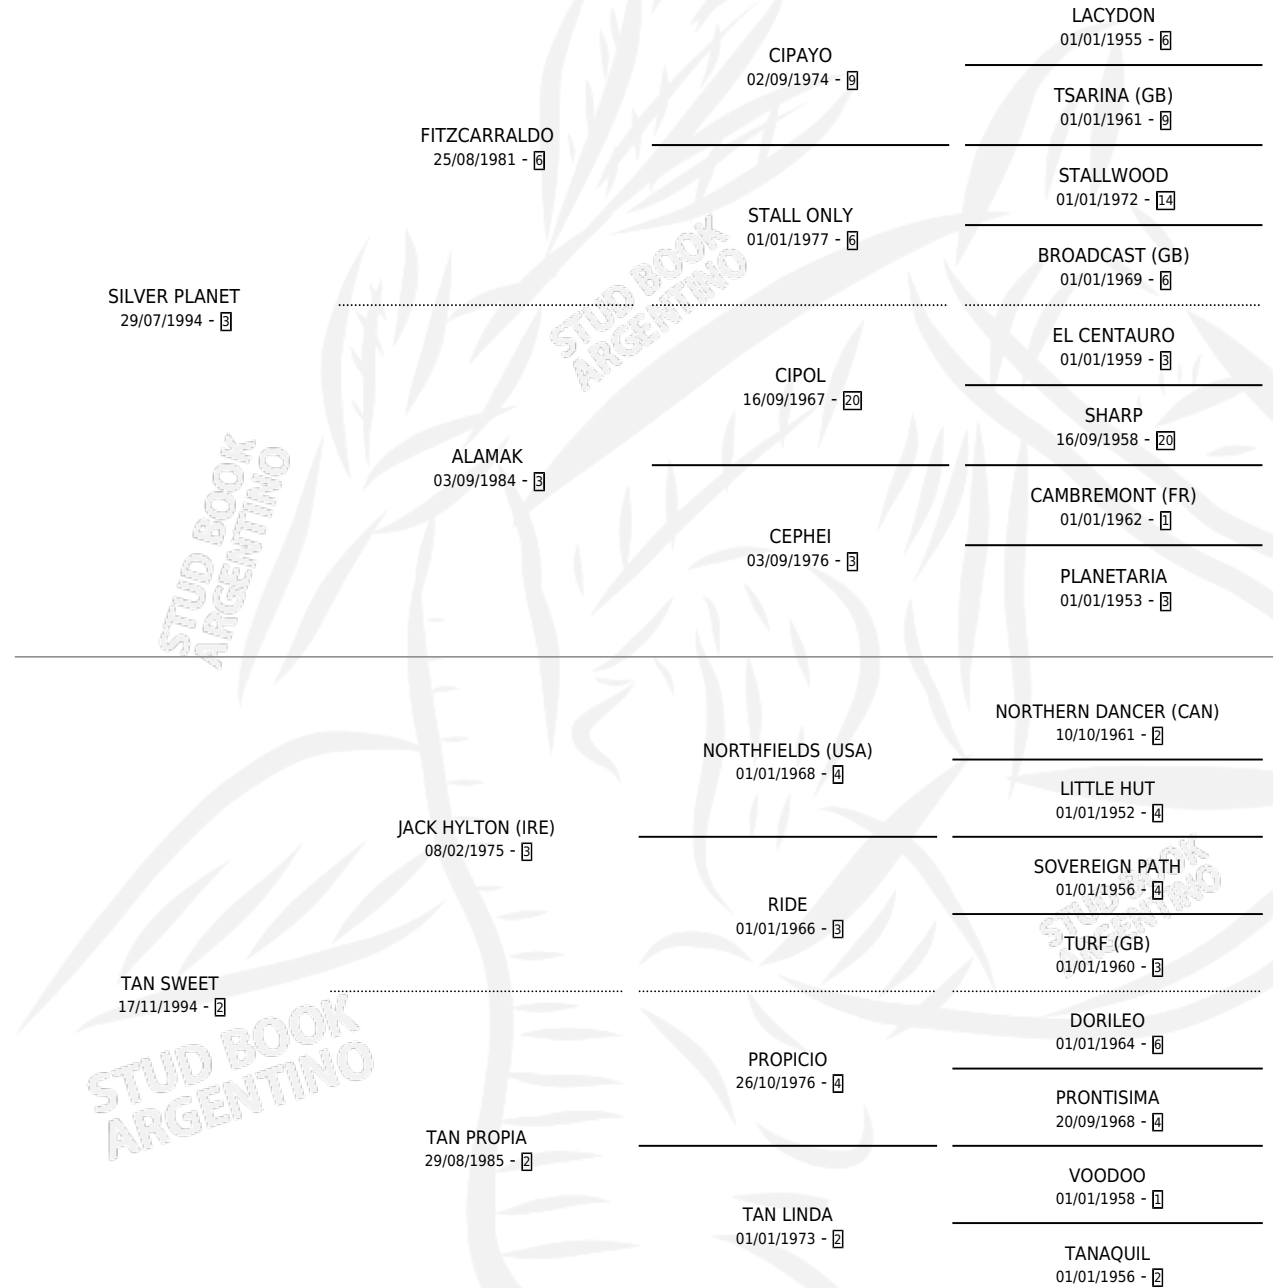 LACYDON
01/01/1955 - 6
CIPAYO
02/09/1974 - 9
TSARINA (GB)
01/01/1961 - 9
FITZCARRALDO
25/08/1981 - 6
STALLWOOD
01/01/1972 - 14
STALL ONLY
01/01/1977 - 6
BROADCAST (GB)
01/01/1969 - 6
SILVER PLANET
29/07/1994 - 3
STUD BOOK
ARGENTINO
EL CENTAURO
01/01/1959 - 3
CIPOL
16/09/1967 - 20
SHARP
16/09/1958 - 20
ALAMAK
03/09/1984 - 3
CAMBREMONT (FR)
01/01/1962 - 1
CEPHEI
03/09/1976 - 3
PLANETARIA
01/01/1953 - 3
STUD BOOK
ARGENTINO
NORTHERN DANCER (CAN)
10/10/1961 - 2
NORTHFIELDS (USA)
01/01/1968 - 4
LITTLE HUT
01/01/1952 - 4
JACK HYLTON (IRE)
08/02/1975 - 3
SOVEREIGN PATH
01/01/1956 - 4
RIDE
01/01/1966 - 3
TURF (GB)
01/01/1960 - 3
STUD BOOK
ARGENTINO
TAN SWEET
17/11/1994 - 2
STUD BOOK
ARGENTINO
DORILEO
01/01/1964 - 6
PROPICIO
26/10/1976 - 4
PRONTISIMA
20/09/1968 - 4
TAN PROPIA
29/08/1985 - 2
VOODOO
01/01/1958 - 1
TAN LINDA
01/01/1973 - 2
TANAQUIL
01/01/1956 - 2